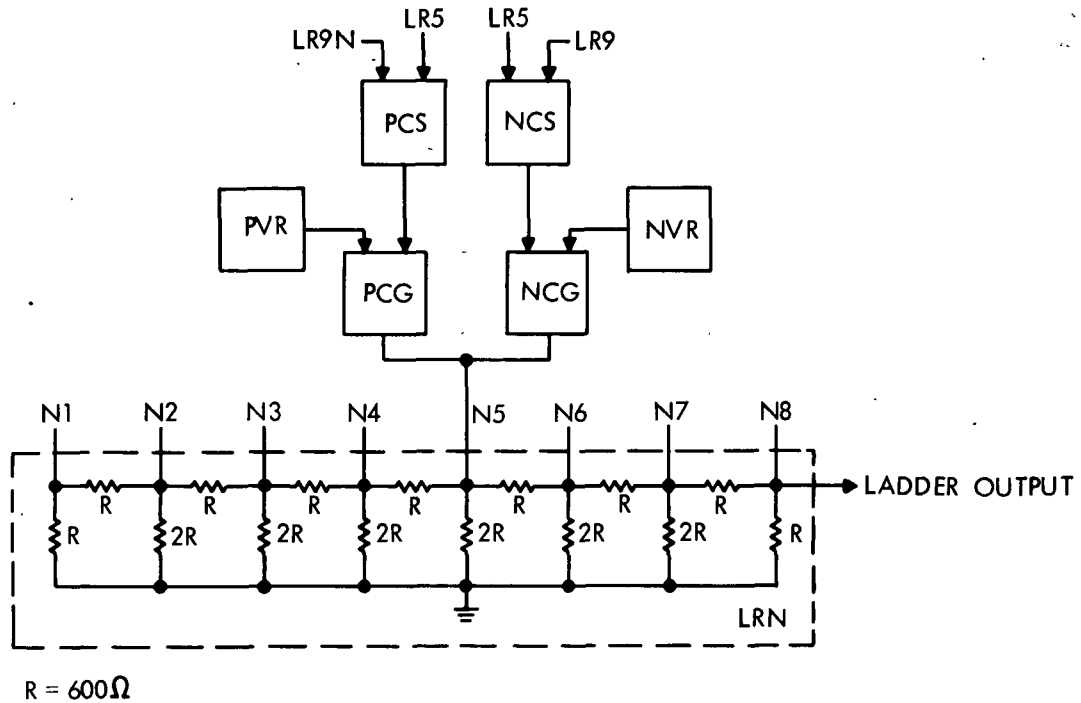 LR9N LR5 LR5 LR9
PCS NCS
PVR NVR
PCG NCG
N1 N2 N3 N4 N5 N6 N7 N8
LADDER OUTPUT
R R R R R R R
R 2R 2R 2R 2R 2R 2R R
LRN
R = 600Ω